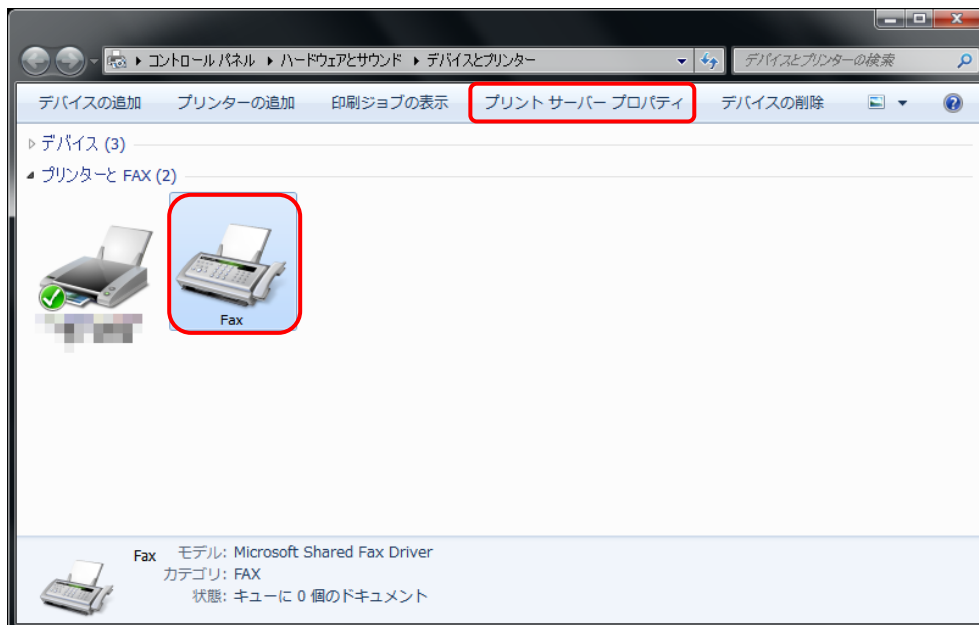 コントロール パネル ▸ ハードウェアとサウンド ▸ デバイスとプリンター
デバイスとプリンターの検索
デバイスの追加 プリンターの追加 印刷ジョブの表示 プリント サーバー プロパティ デバイスの削除
デバイス (3)
プリンターと FAX (2)
Fax
Fax モデル: Microsoft Shared Fax Driver
カテゴリ: FAX
状態: キューに 0 個のドキュメント